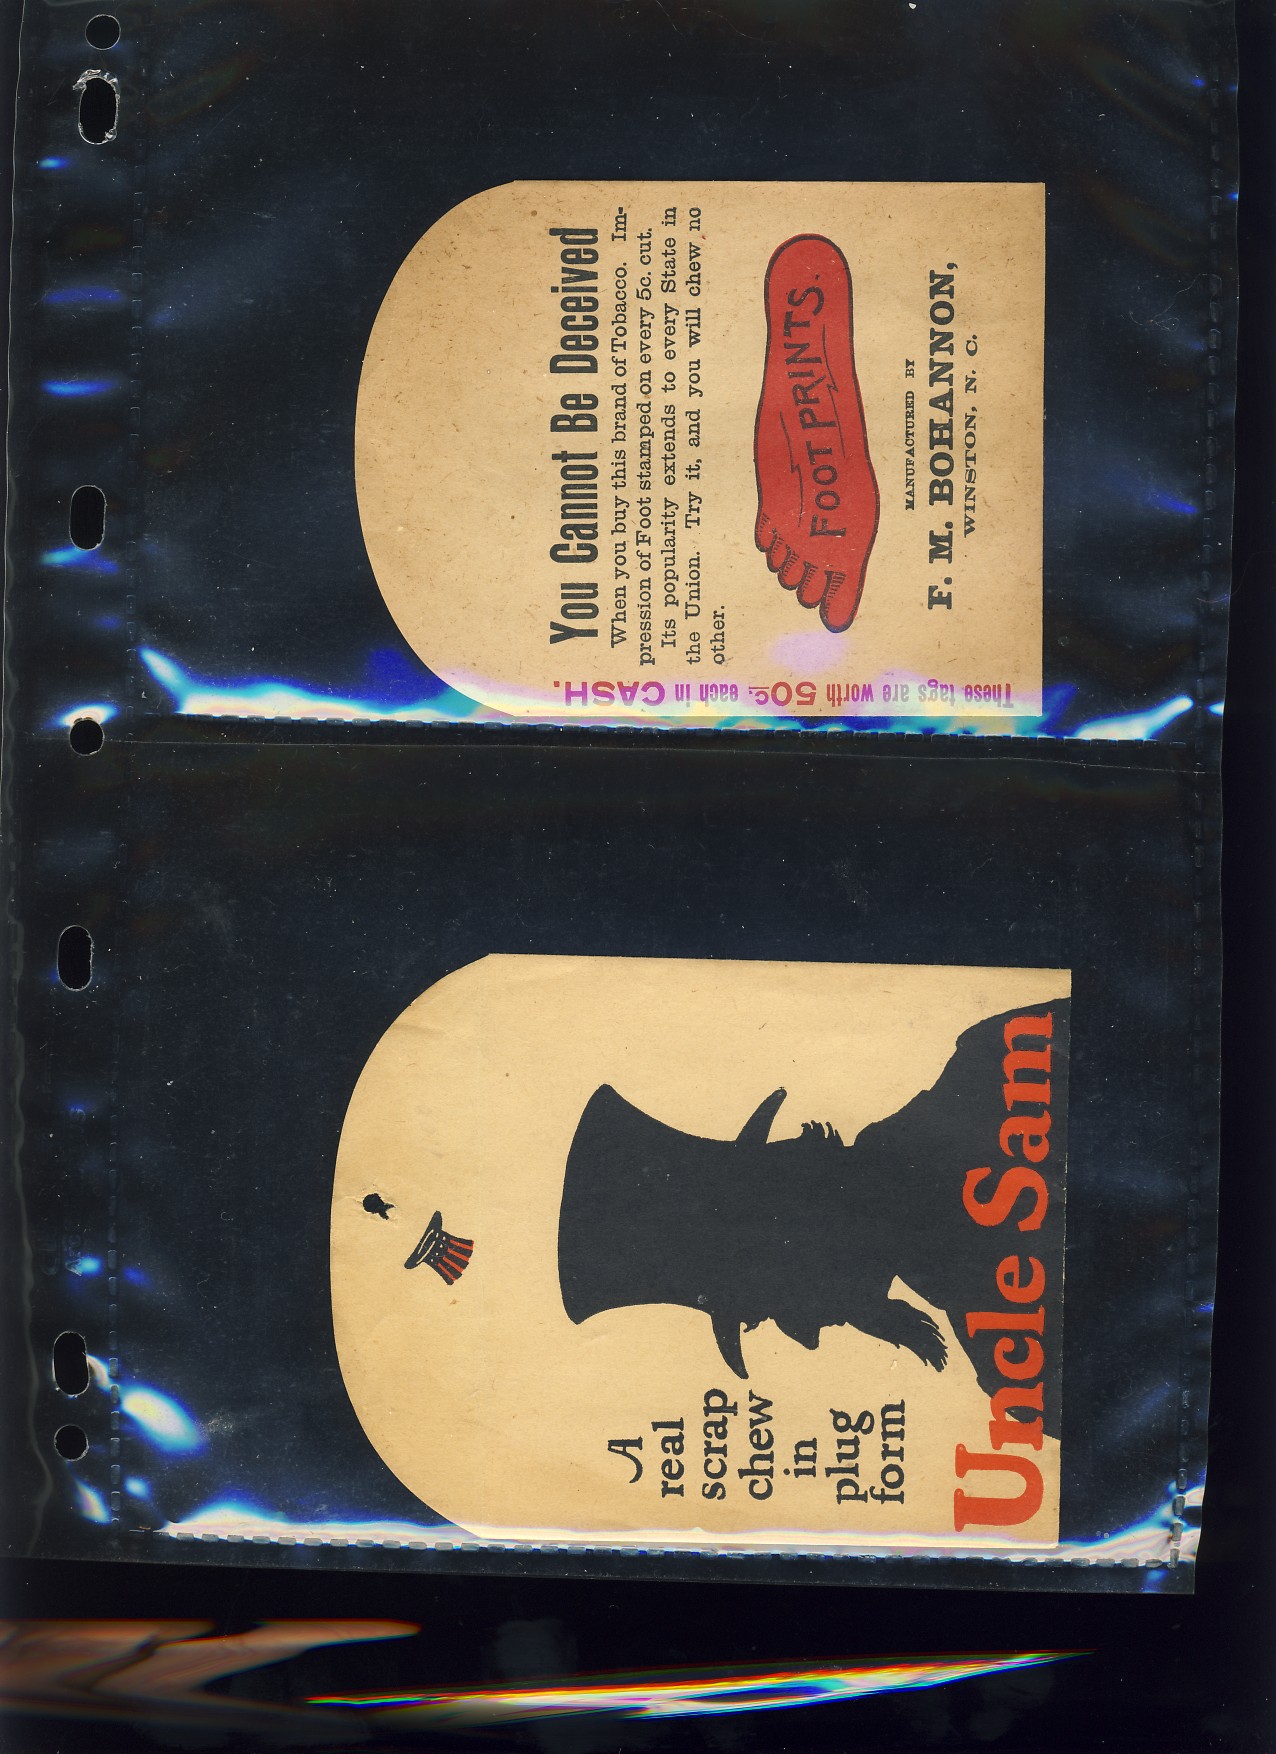 You Cannot Be Deceived
When you buy this brand of Tobacco. Im-
pression of Foot stamped on every 5c. cut.
Its popularity extends to every State in
the Union. Try it, and you will chew no
other.
FOOT PRINTS.
MANUFACTURED BY
F. M. BOHANNON,
WINSTON, N. C.
These tags are worth 50c. each in CASH.
A
real
scrap
chew
in
plug
form
Uncle Sam